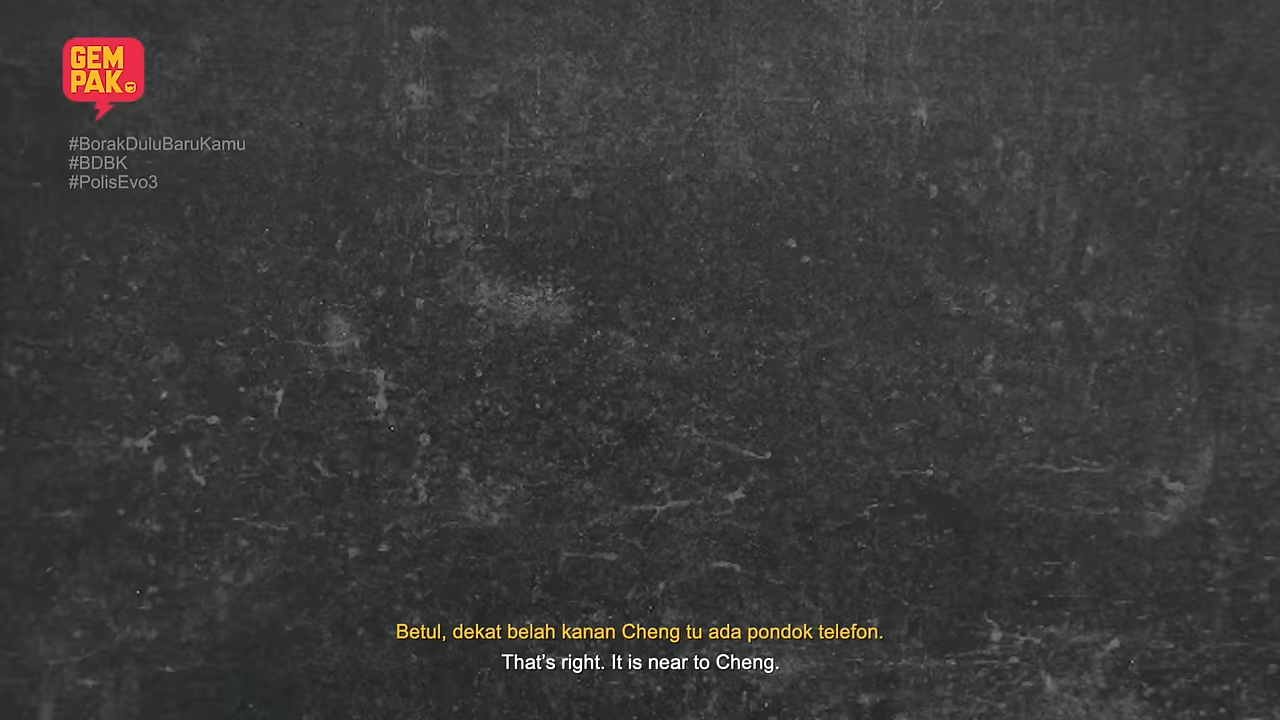 GEM
PAK
#BorakDuluBaruKamu
#BDBK
#PolisEvo3
Betul, dekat belah kanan Cheng tu ada pondok telefon.
That's right. It is near to Cheng.